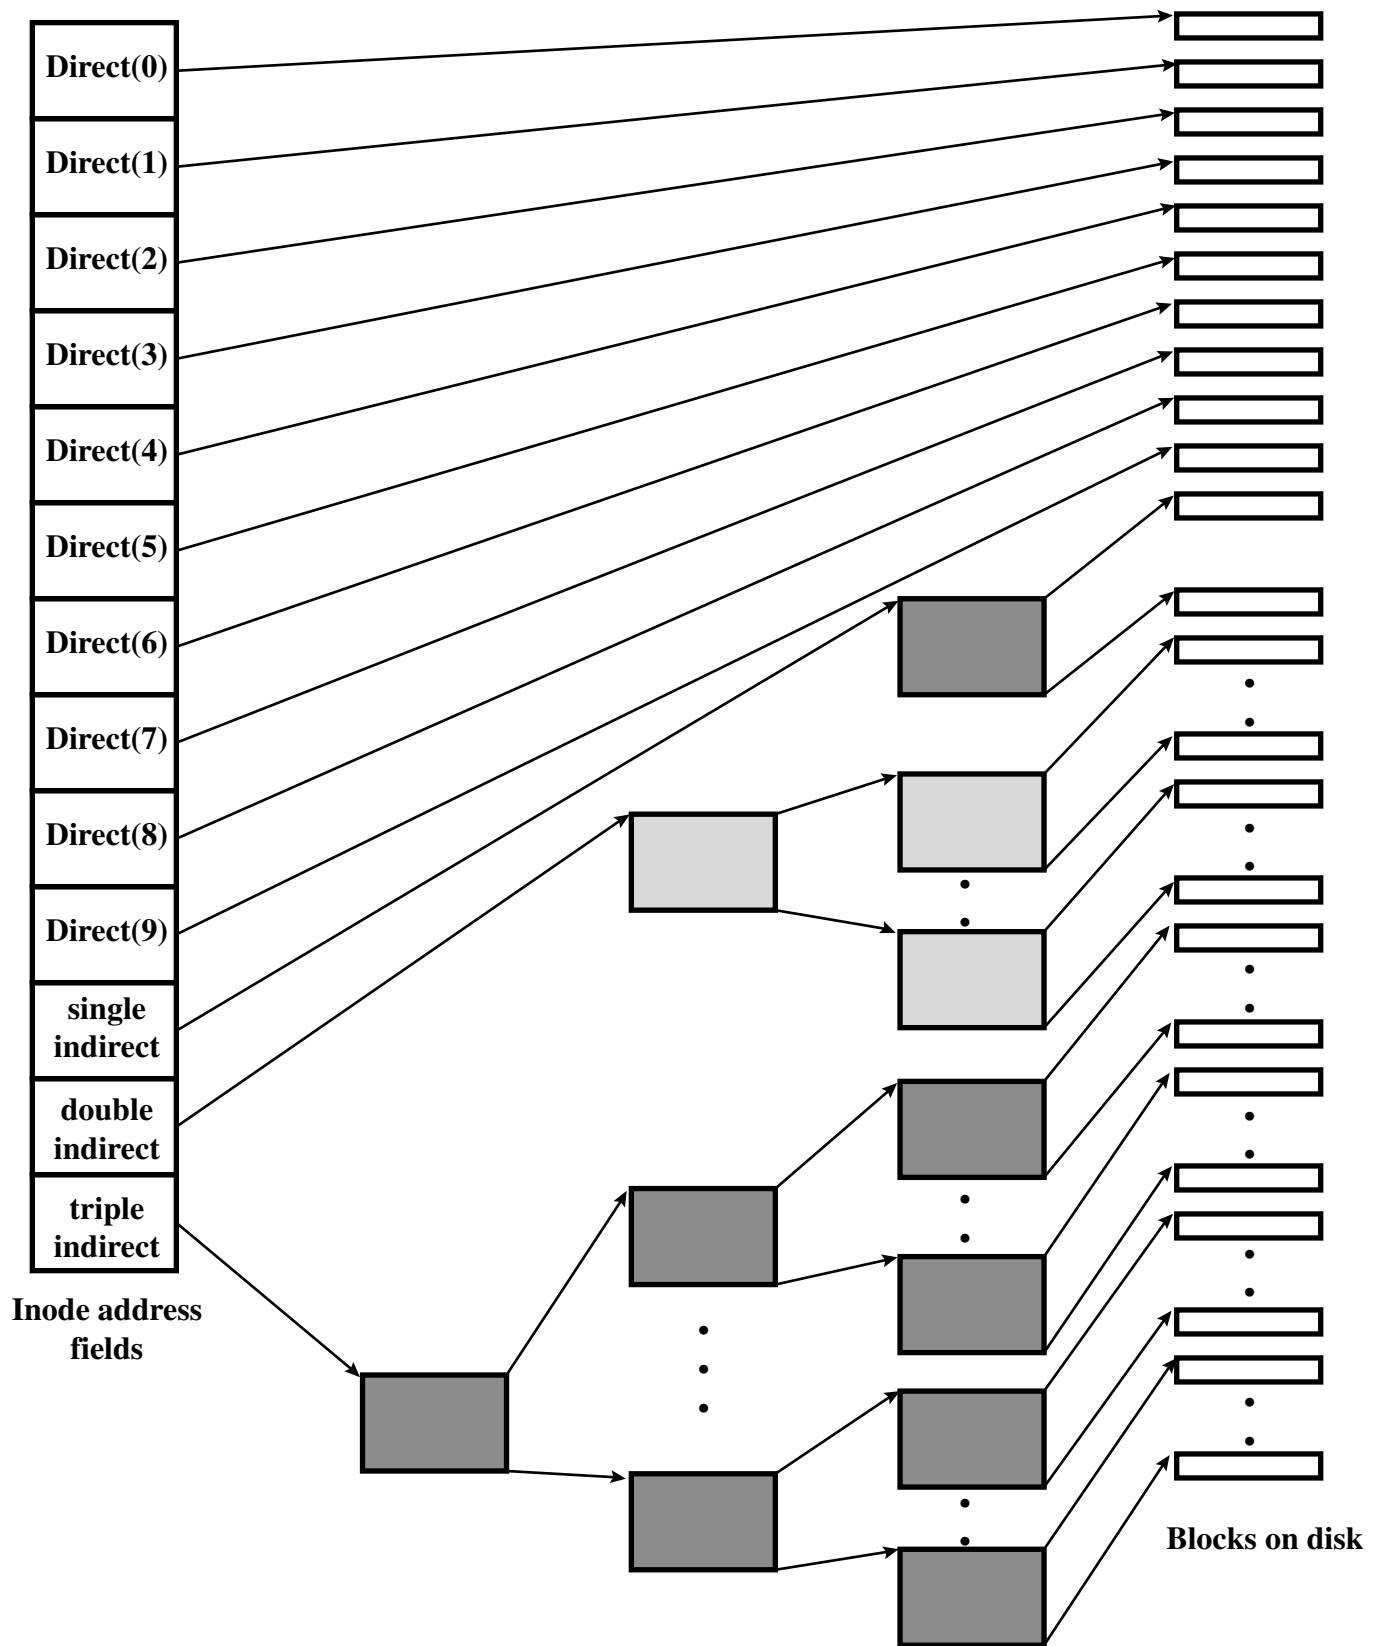 Direct(0)
Direct(1)
Direct(2)
Direct(3)
Direct(4)
Direct(5)
Direct(6)
Direct(7)
Direct(8)
Direct(9)
single
indirect
double
indirect
triple
indirect
Inode address
fields
Blocks on disk